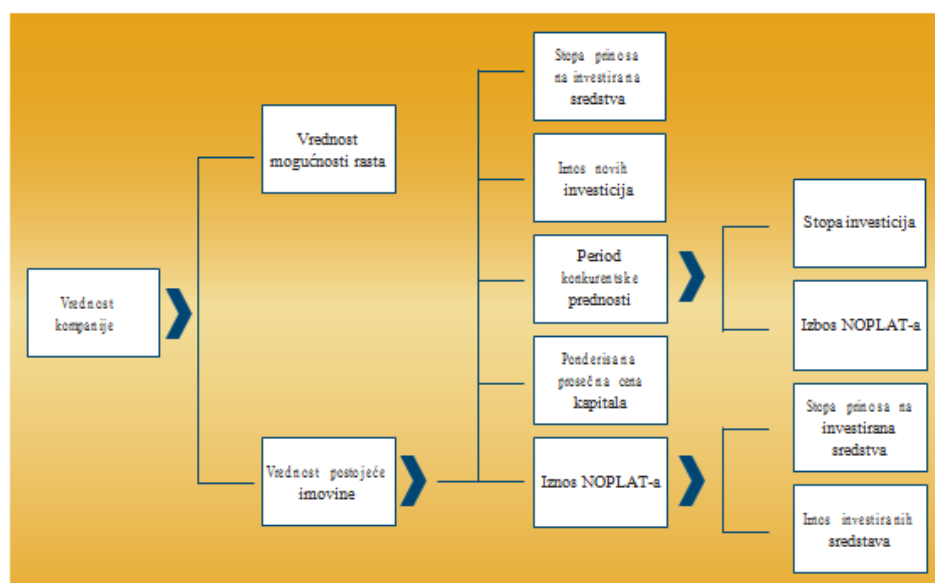 Vrednost
kompanije
Vrednost
mogućnosti rasta
Vrednost postojeće
imovine
Stopa prinosa
na investirana
sredstva
Iznos novih
investicija
Period
konkurentske
prednosti
Ponderisana
prosečna cena
kapitala
Iznos NOPLAT-a
Stopa investicija
Izbos NOPLAT-a
Stopa prinosa na
investirana
sredstva
Iznos investiranih
sredstava